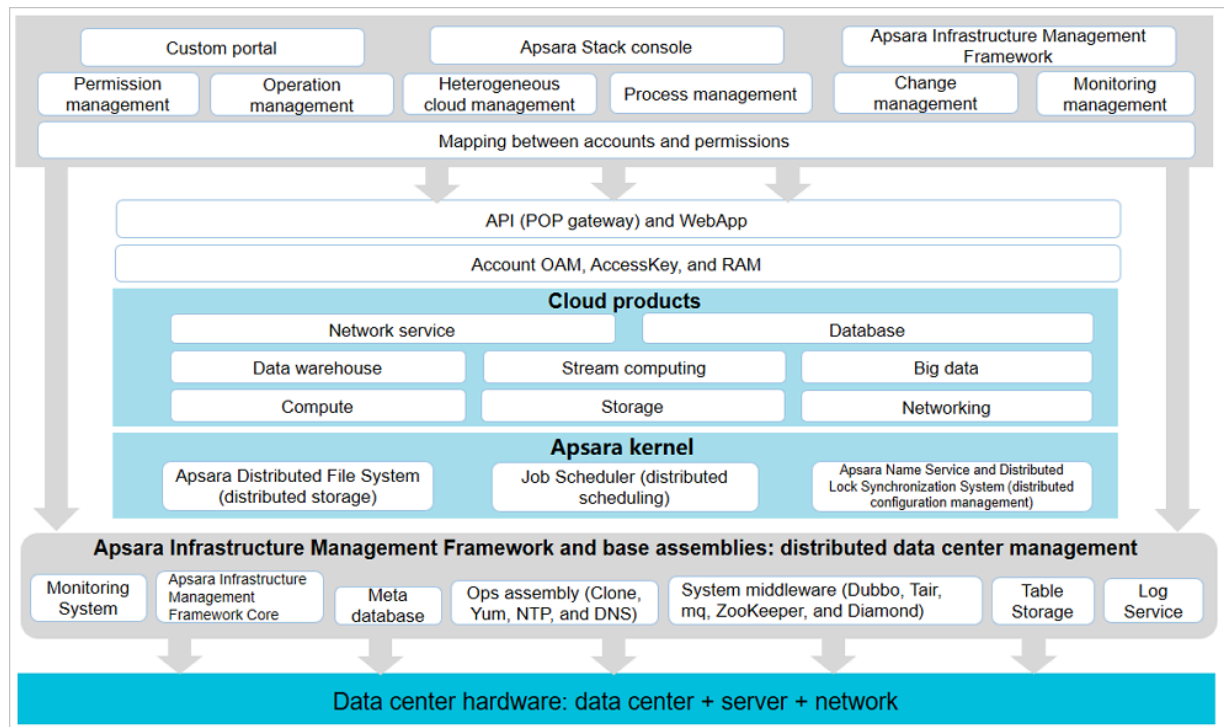 Custom portal
Apsara Stack console
Apsara Infrastructure Management
Framework
Permission
management
Operation
management
Heterogeneous
cloud management
Process management
Change
management
Monitoring
management
Mapping between accounts and permissions
API (POP gateway) and WebApp
Account OAM, AccessKey, and RAM
Cloud products
Network service
Database
Data warehouse
Stream computing
Big data
Compute
Storage
Networking
Apsara kernel
Apsara Distributed File System
(distributed storage)
Job Scheduler (distributed
scheduling)
Apsara Name Service and Distributed
Lock Synchronization System (distributed
configuration management)
Apsara Infrastructure Management Framework and base assemblies: distributed data center management
Monitoring
System
Apsara Infrastructure
Management
Framework Core
Meta
database
Ops assembly (Clone,
Yum, NTP, and DNS)
System middleware (Dubbo, Tair,
mq, ZooKeeper, and Diamond)
Table
Storage
Log
Service
Data center hardware: data center + server + network